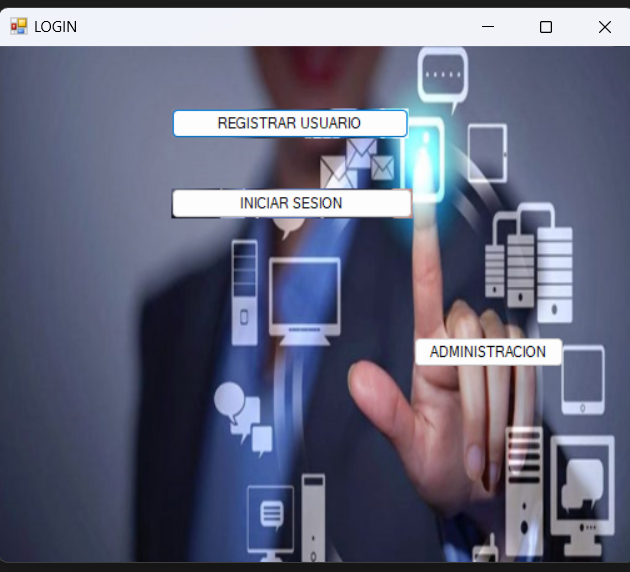 LOGIN
REGISTRAR USUARIO
INICIAR SESION
ADMINISTRACION